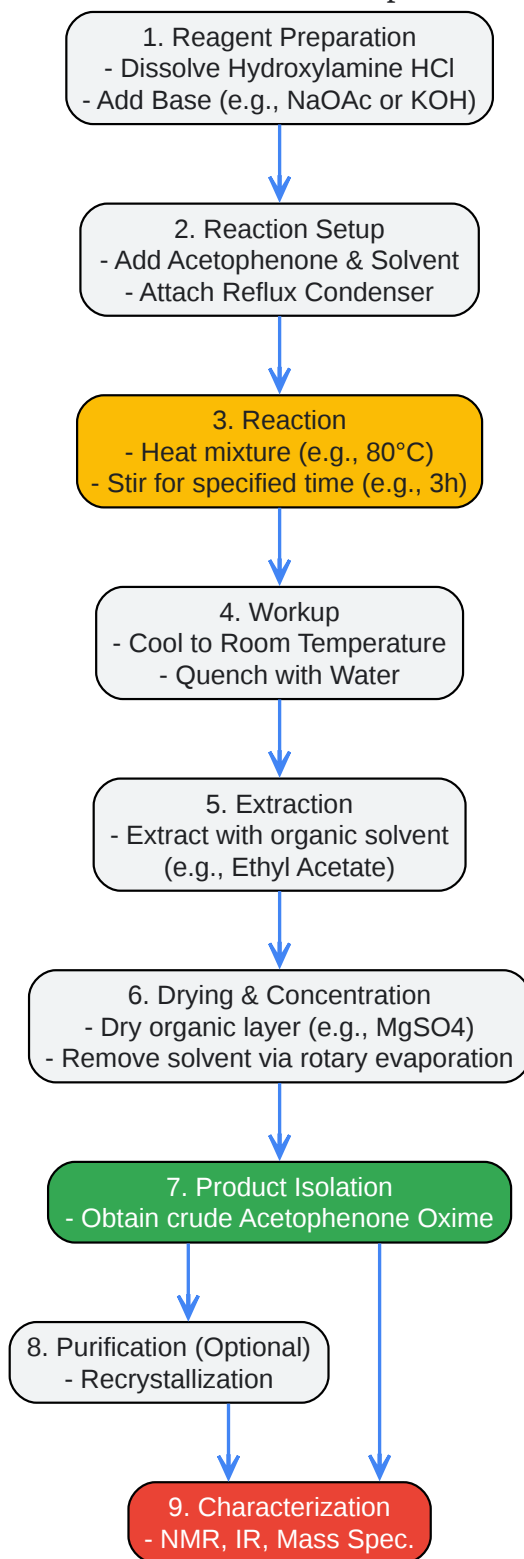 1. Reagent Preparation
- Dissolve Hydroxylamine HCl
- Add Base (e.g., NaOAc or KOH)
2. Reaction Setup
- Add Acetophenone & Solvent
- Attach Reflux Condenser
3. Reaction
- Heat mixture (e.g., 80°C)
- Stir for specified time (e.g., 3h)
4. Workup
- Cool to Room Temperature
- Quench with Water
5. Extraction
- Extract with organic solvent
(e.g., Ethyl Acetate)
6. Drying & Concentration
- Dry organic layer (e.g., MgSO4)
- Remove solvent via rotary evaporation
7. Product Isolation
- Obtain crude Acetophenone Oxime
8. Purification (Optional)
- Recrystallization
9. Characterization
- NMR, IR, Mass Spec.